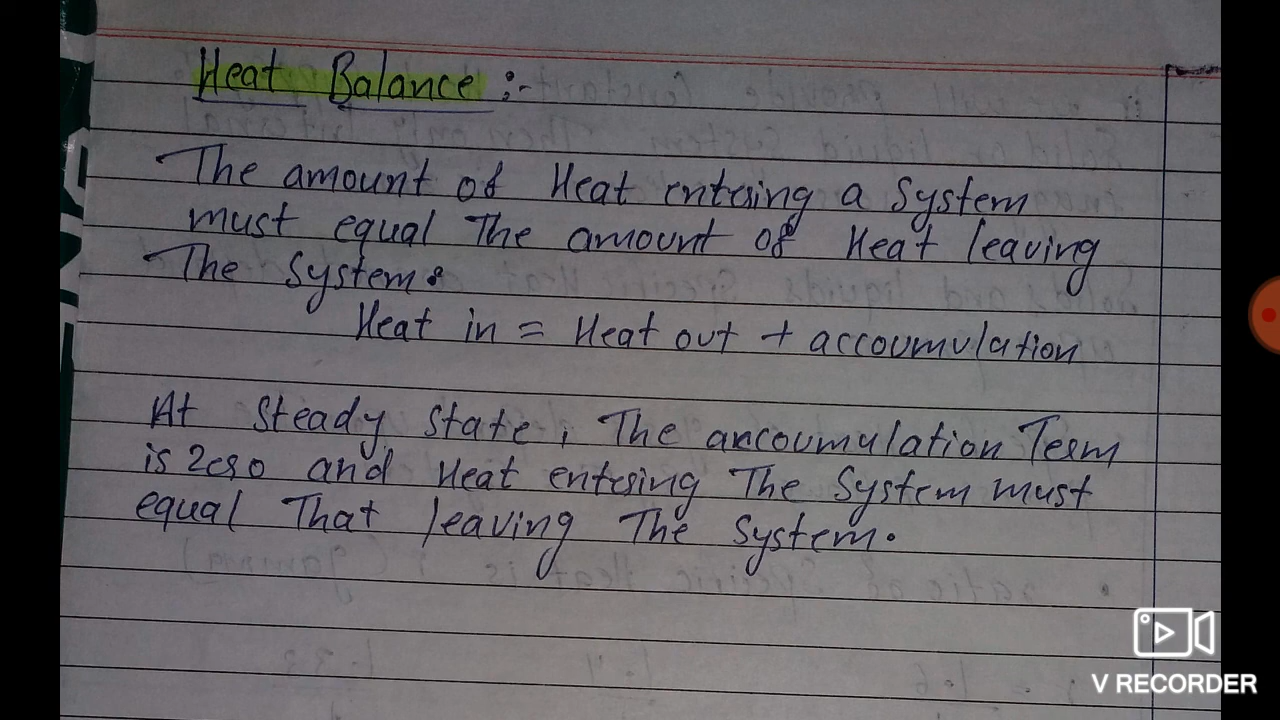 Heat Balance :-
The amount of Heat entering a System
must equal The amount of Heat leaving
The System.
Heat in = Heat out + accoumulation
At Steady State, The accoumulation Term
is Zero and Heat entering The System must
equal That leaving The System.
V RECORDER